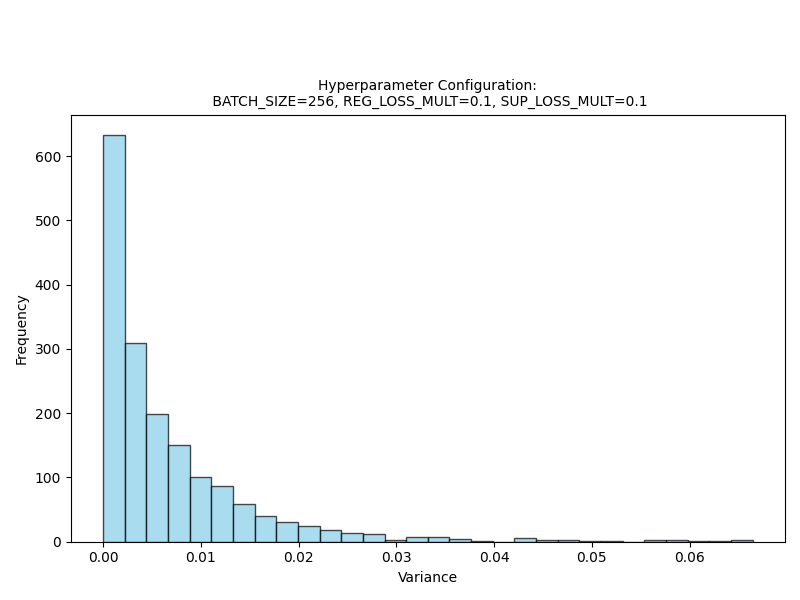 Hyperparameter Configuration:
BATCH_SIZE=256, REG_LOSS_MULT=0.1, SUP_LOSS_MULT=0.1
600
500
400
300
200
100
0
Frequency
0.00 0.01 0.02 0.03 0.04 0.05 0.06
Variance